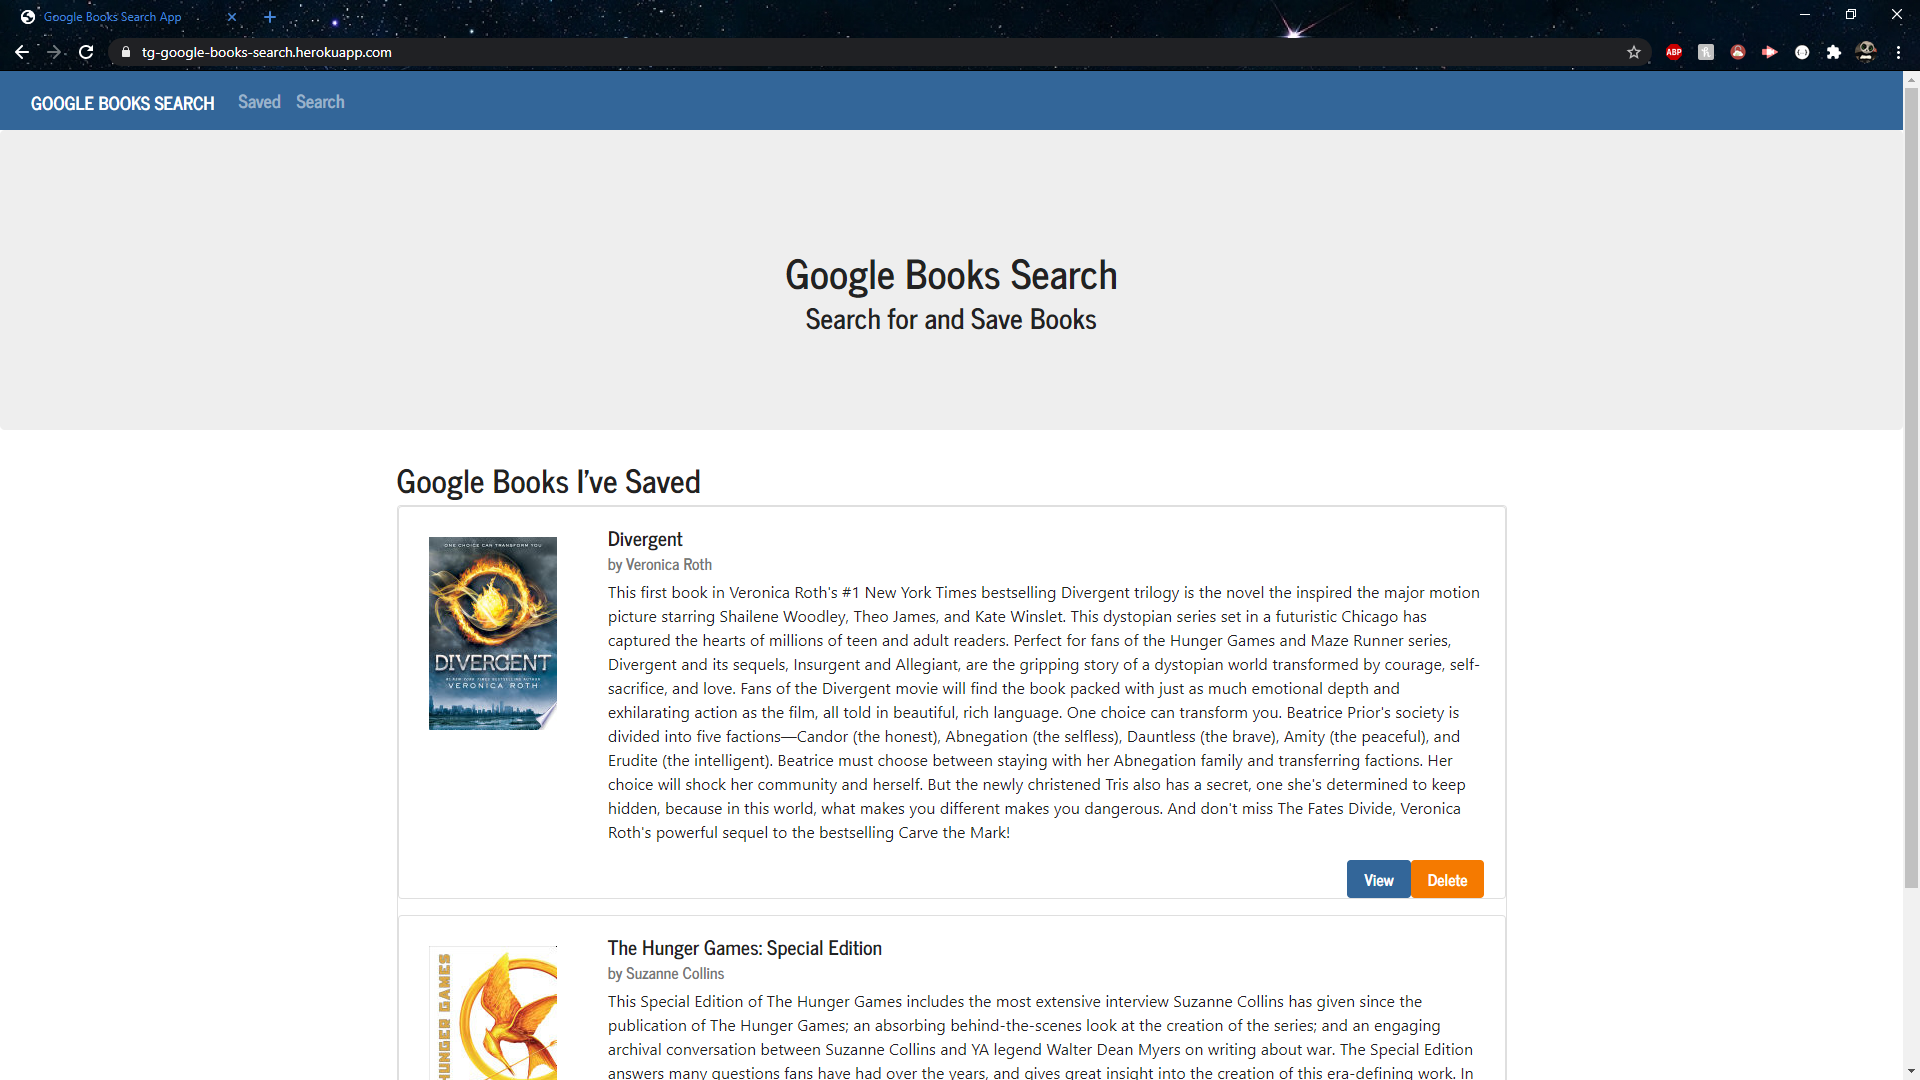 Google Books Search App
tg-google-books-search.herokuapp.com
ABP
GOOGLE BOOKS SEARCH Saved Search
Google Books Search
Search for and Save Books
Google Books I've Saved
ONE CHOICE CAN TRANSFORM YOU
DIVERGENT
#1 NEW YORK TIMES BESTSELLING AUTHOR
VERONICA ROTH
Divergent
by Veronica Roth
This first book in Veronica Roth's #1 New York Times bestselling Divergent trilogy is the novel the inspired the major motion
picture starring Shailene Woodley, Theo James, and Kate Winslet. This dystopian series set in a futuristic Chicago has
captured the hearts of millions of teen and adult readers. Perfect for fans of the Hunger Games and Maze Runner series,
Divergent and its sequels, Insurgent and Allegiant, are the gripping story of a dystopian world transformed by courage, self-
sacrifice, and love. Fans of the Divergent movie will find the book packed with just as much emotional depth and
exhilarating action as the film, all told in beautiful, rich language. One choice can transform you. Beatrice Prior's society is
divided into five factions—Candor (the honest), Abnegation (the selfless), Dauntless (the brave), Amity (the peaceful), and
Erudite (the intelligent). Beatrice must choose between staying with her Abnegation family and transferring factions. Her
choice will shock her community and herself. But the newly christened Tris also has a secret, one she's determined to keep
hidden, because in this world, what makes you different makes you dangerous. And don't miss The Fates Divide, Veronica
Roth's powerful sequel to the bestselling Carve the Mark!
View Delete
HUNGER GAMES
The Hunger Games: Special Edition
by Suzanne Collins
This Special Edition of The Hunger Games includes the most extensive interview Suzanne Collins has given since the
publication of The Hunger Games; an absorbing behind-the-scenes look at the creation of the series; and an engaging
archival conversation between Suzanne Collins and YA legend Walter Dean Myers on writing about war. The Special Edition
answers many questions fans have had over the years, and gives great insight into the creation of this era-defining work. In